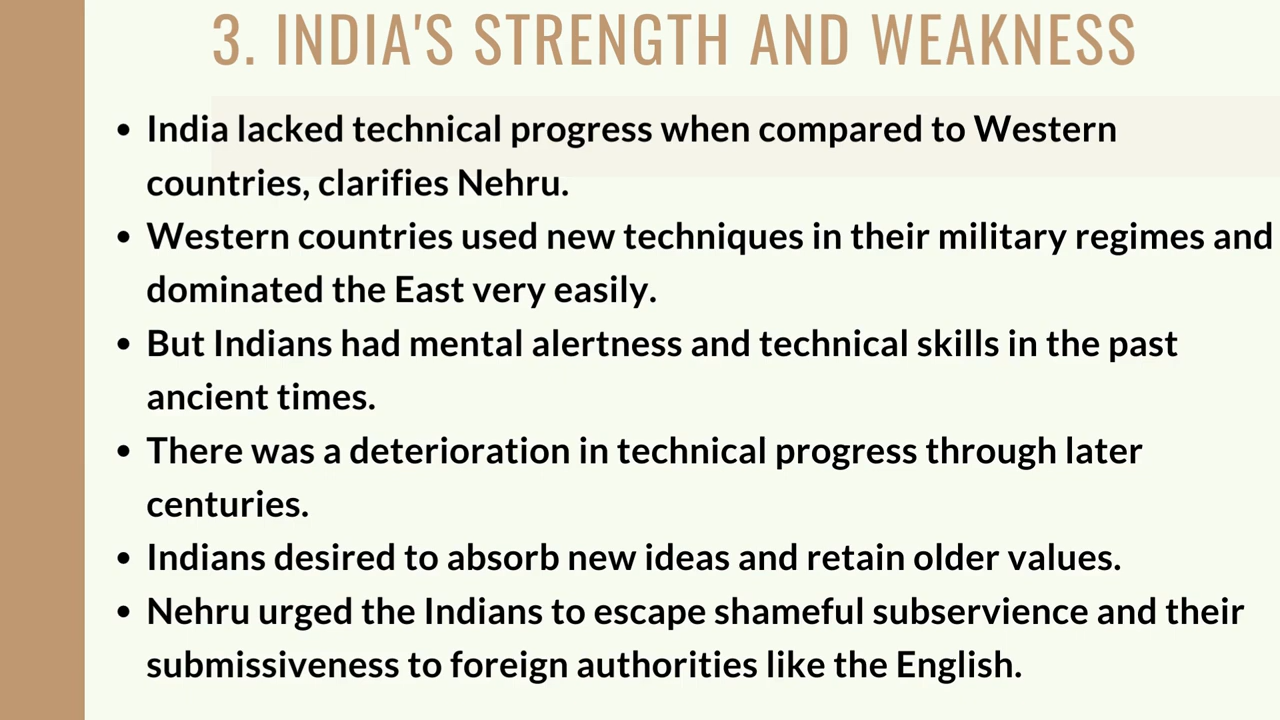 3. INDIA'S STRENGTH AND WEAKNESS
• India lacked technical progress when compared to Western
countries, clarifies Nehru.
• Western countries used new techniques in their military regimes and
dominated the East very easily.
• But Indians had mental alertness and technical skills in the past
ancient times.
• There was a deterioration in technical progress through later
centuries.
• Indians desired to absorb new ideas and retain older values.
• Nehru urged the Indians to escape shameful subservience and their
submissiveness to foreign authorities like the English.